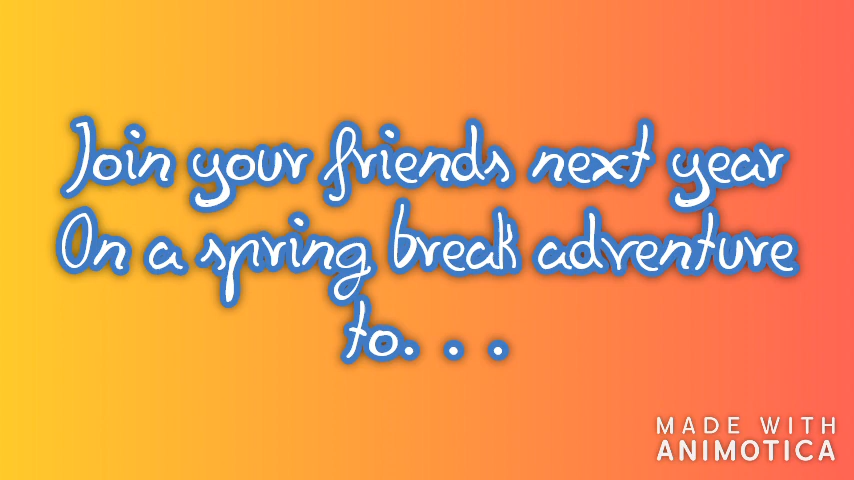 Join your friends next year
On a spring break adventure
to. . .
MADE WITH
ANIMOTICA